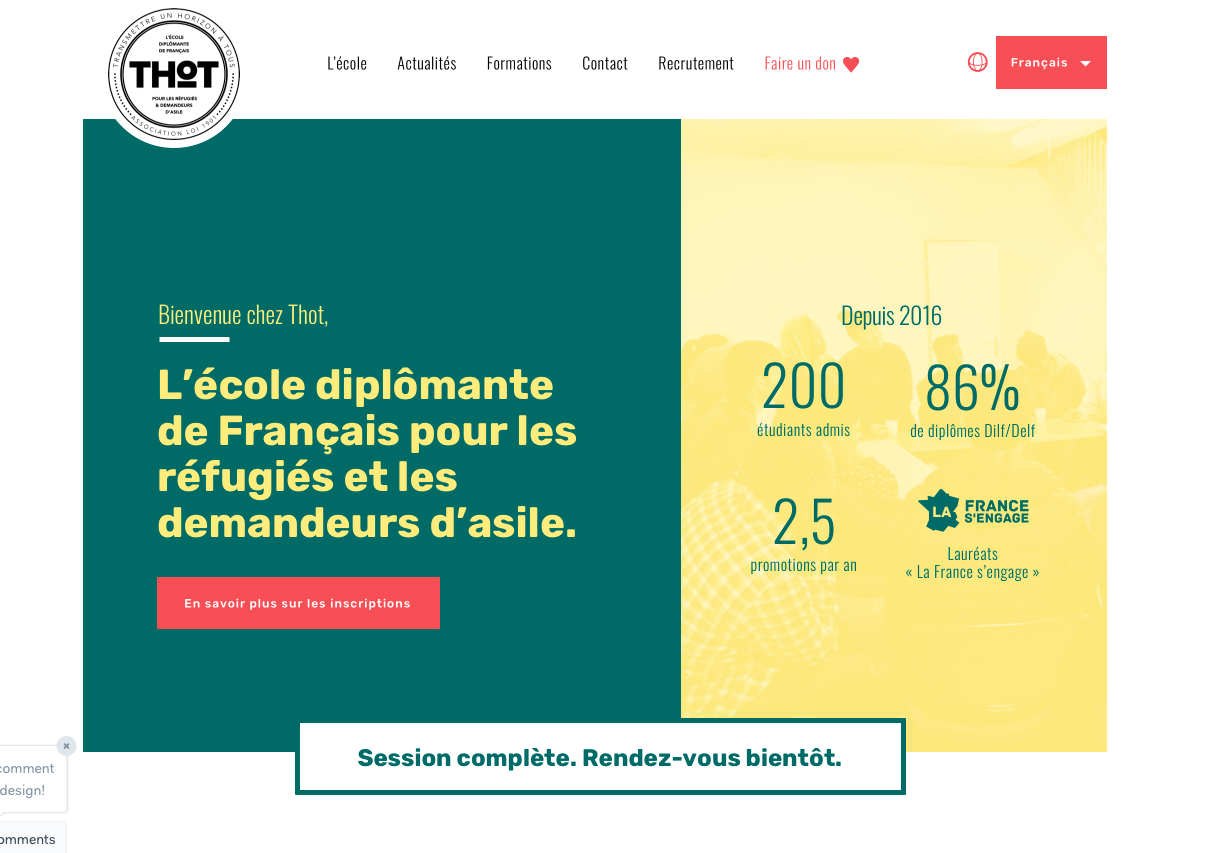 TRANSMETTRE UN HORIZON À TOUS
L'ÉCOLE
DIPLÔMANTE
DE FRANÇAIS
THOT
POUR LES RÉFUGIÉS
& DEMANDEURS
D'ASILE
ASSOCIATION LOI 1901
L'école
Actualités
Formations
Contact
Recrutement
Faire un don
Français
Bienvenue chez Thot,
L'école diplômante
de Français pour les
réfugiés et les
demandeurs d'asile.
En savoir plus sur les inscriptions
Depuis 2016
200
étudiants admis
86%
de diplômes Dilf/Delf
2,5
promotions par an
LA FRANCE
S'ENGAGE
Lauréats
« La France s'engage »
Session complète. Rendez-vous bientôt.
comment
design!
omments